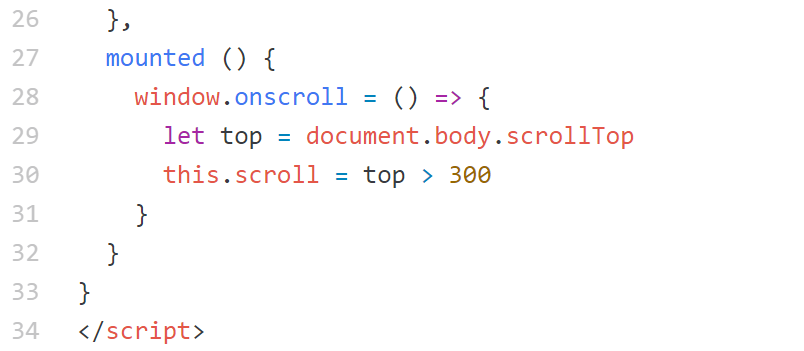 26     },
27     mounted () {
28       window.onscroll = () => {
29         let top = document.body.scrollTop
30         this.scroll = top > 300
31       }
32     }
33   }
34   </script>